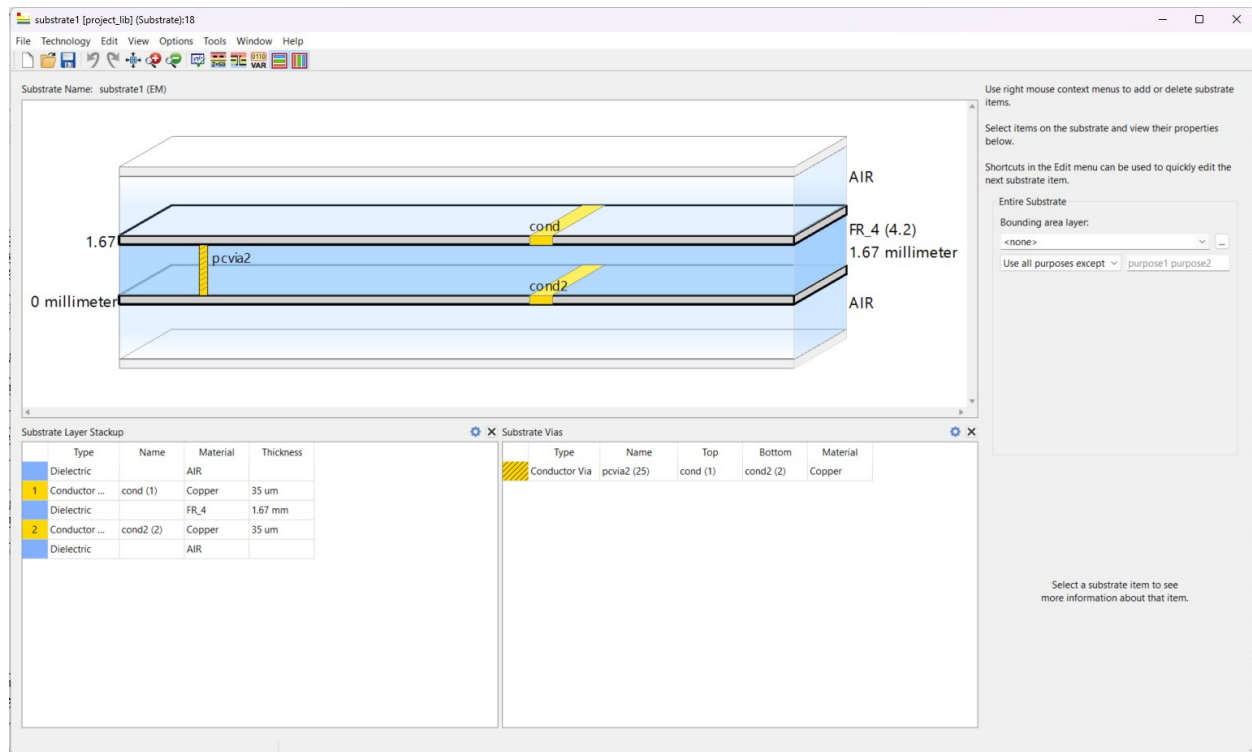 substrate1 [project_lib] (Substrate):18
File Technology Edit View Options Tools Window Help
Z=50
0110
VAR
Substrate Name: substrate1 (EM)
AIR
cond
FR_4 (4.2)
1.67
pcvia2
1.67 millimeter
cond2
0 millimeter
AIR
Use right mouse context menus to add or delete substrate
items.
Select items on the substrate and view their properties
below.
Shortcuts in the Edit menu can be used to quickly edit the
next substrate item.
Entire Substrate
Bounding area layer:
<none>
...
Use all purposes except purpose1 purpose2
Substrate Layer Stackup
Type Name Material Thickness
Dielectric AIR
1 Conductor ... cond (1) Copper 35 um
Dielectric FR_4 1.67 mm
2 Conductor ... cond2 (2) Copper 35 um
Dielectric AIR
Substrate Vias
Type Name Top Bottom Material
Conductor Via pcvia2 (25) cond (1) cond2 (2) Copper
Select a substrate item to see
more information about that item.